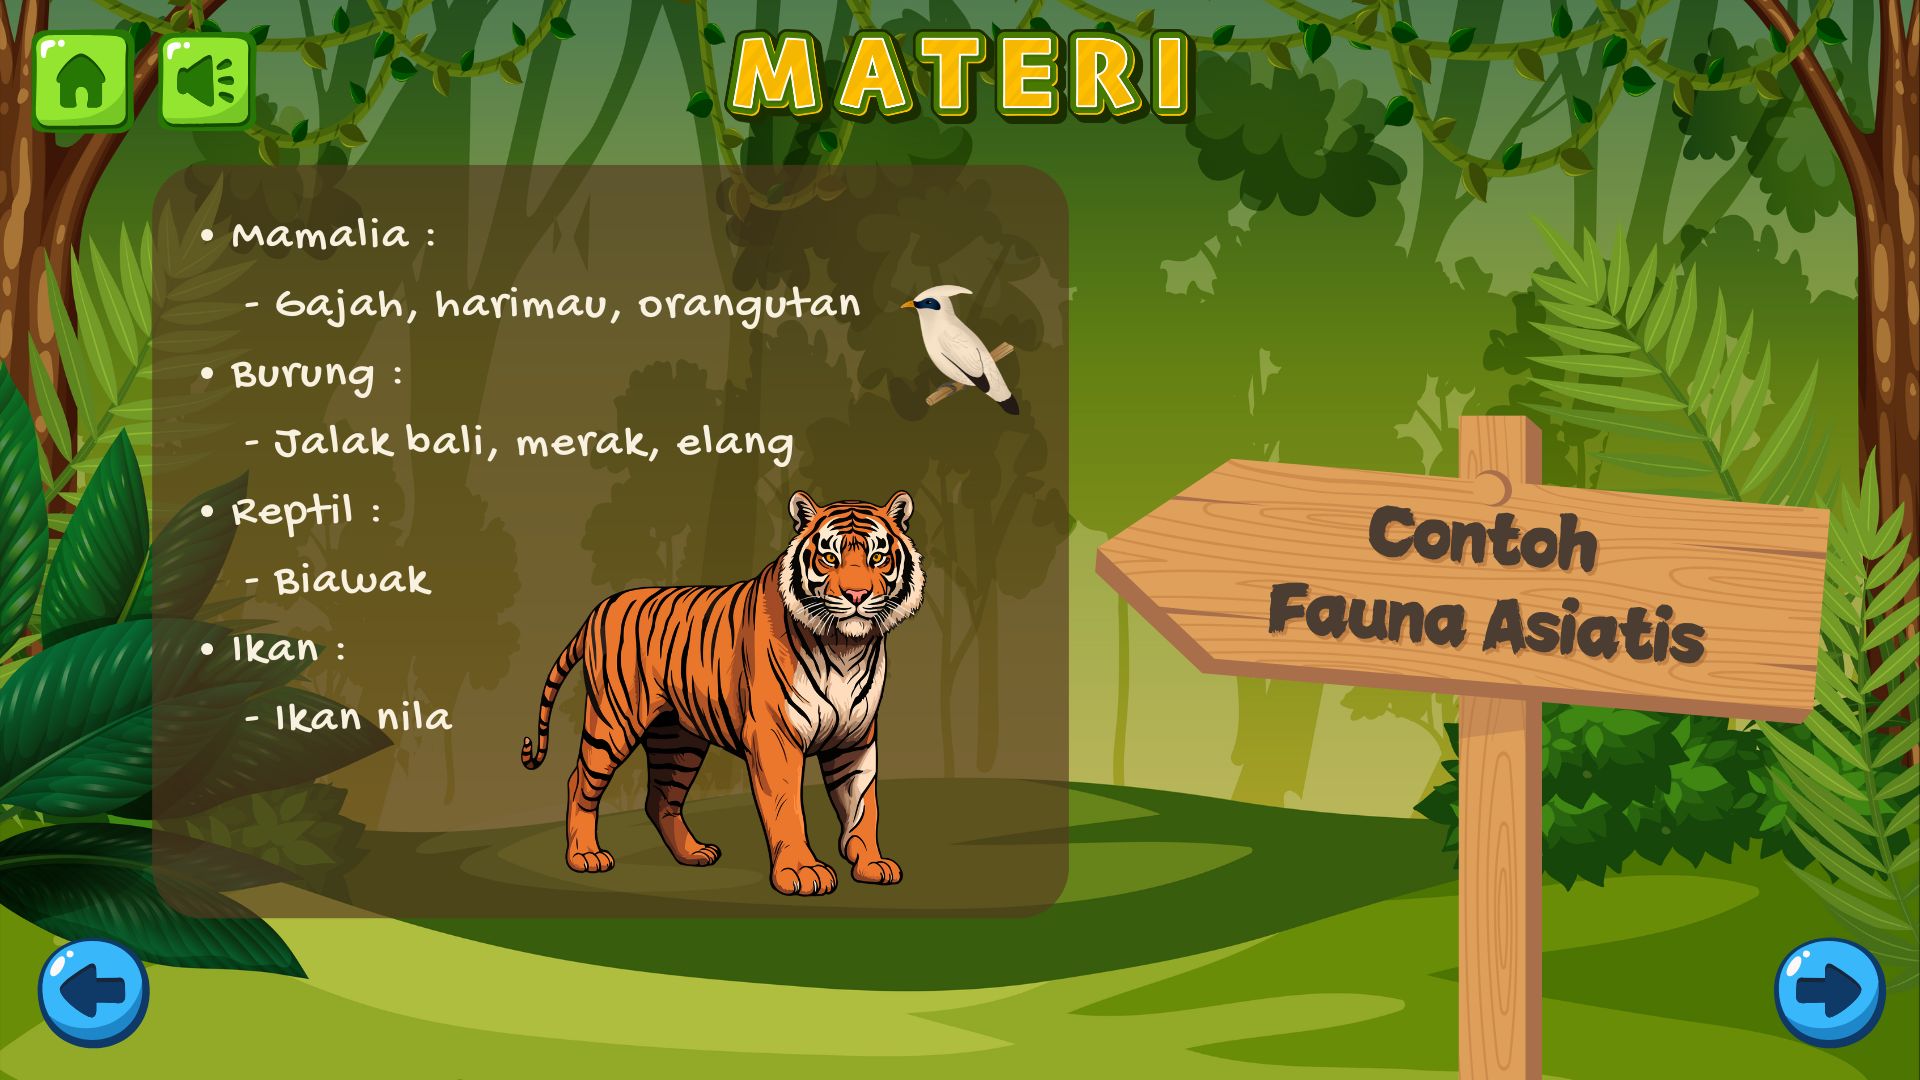 MATERI
• Mamalia :
- Gajah, harimau, orangutan
• Burung :
- Jalak bali, merak, elang
• Reptil :
- Biawak
• Ikan :
- Ikan nila
Contoh
Fauna Asiatis